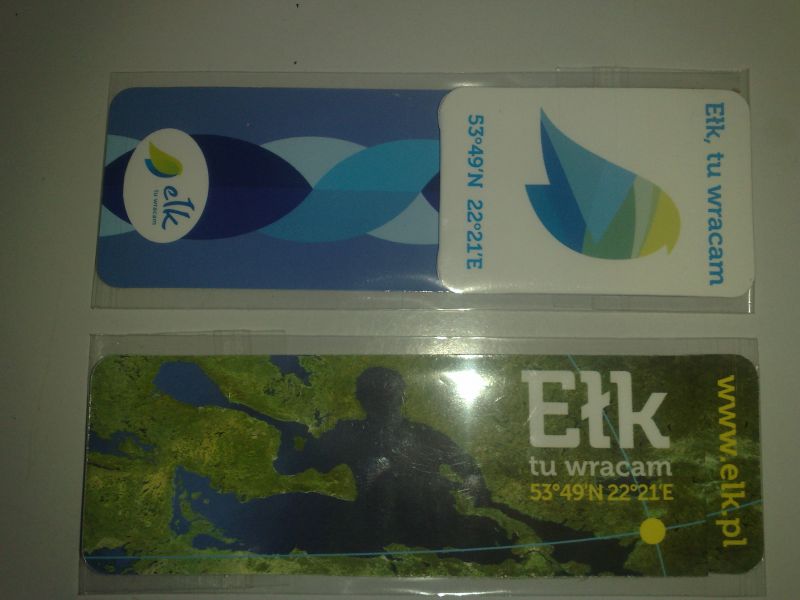 ełk
tu wracam
53°49'N 22°21'E
Ełk, tu wracam
Ełk
tu wracam
53°49'N 22°21'E
www.elk.pl